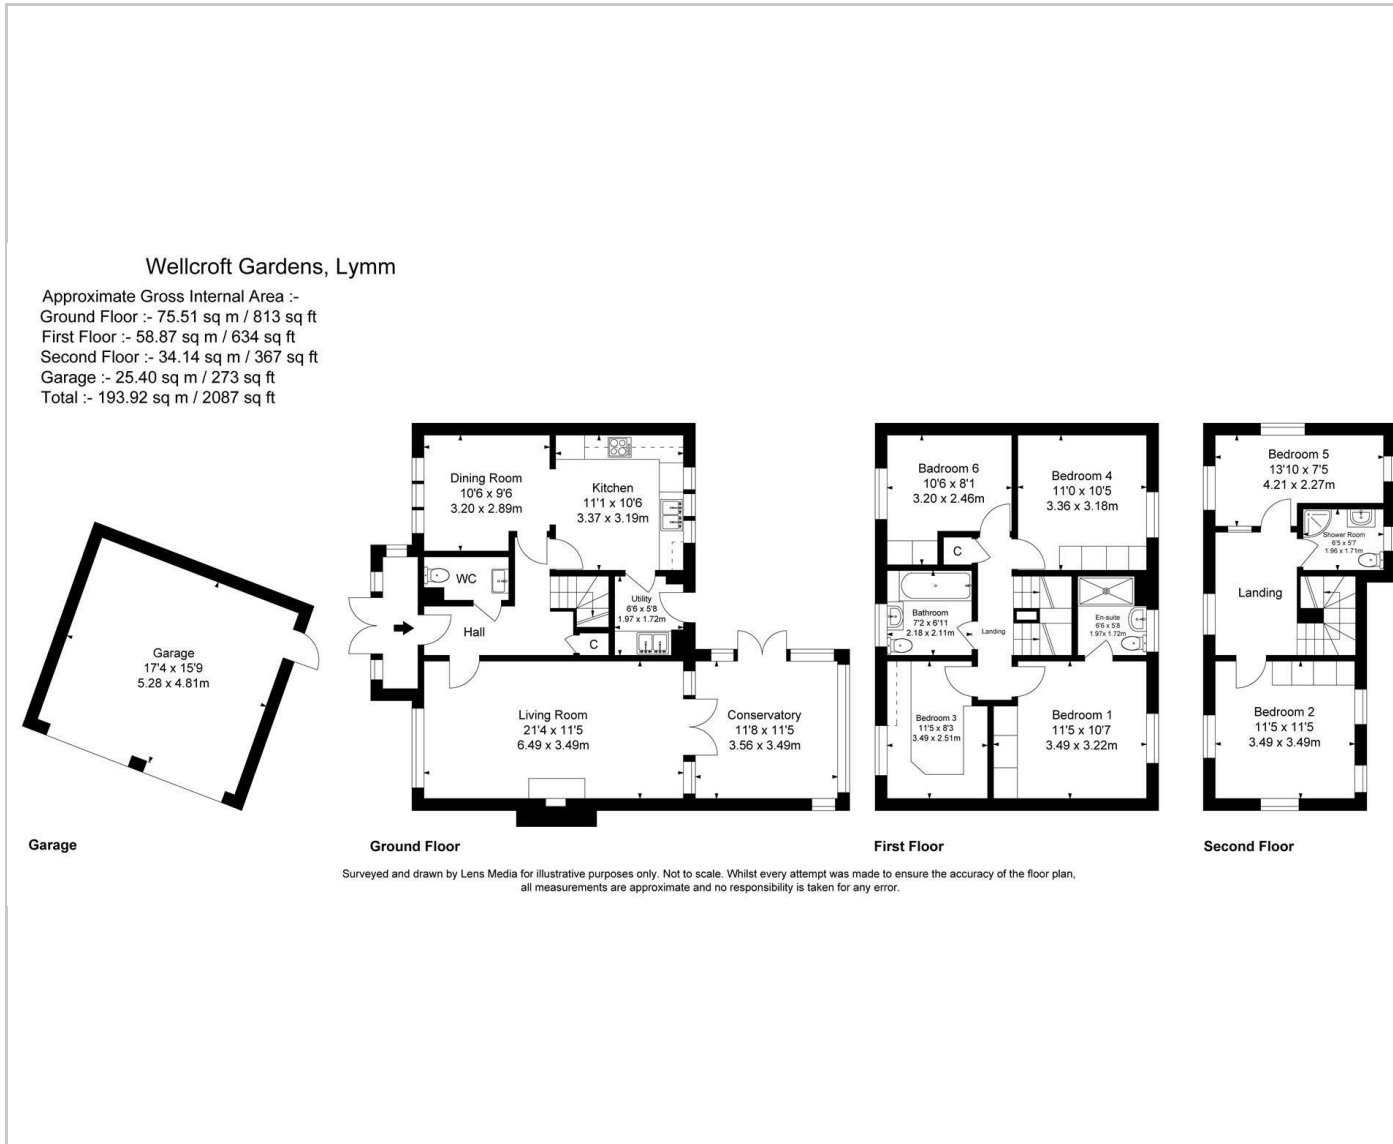 Wellcroft Gardens, Lymm
Approximate Gross Internal Area :-
Ground Floor :- 75.51 sq m / 813 sq ft
First Floor :- 58.87 sq m / 634 sq ft
Second Floor :- 34.14 sq m / 367 sq ft
Garage :- 25.40 sq m / 273 sq ft
Total :- 193.92 sq m / 2087 sq ft
Garage
17'4 x 15'9
5.28 x 4.81m
Garage
Dining Room
10'6 x 9'6
3.20 x 2.89m
Kitchen
11'1 x 10'6
3.37 x 3.19m
WC
Utility
6'6 x 5'8
1.97 x 1.72m
Hall
C
Living Room
21'4 x 11'5
6.49 x 3.49m
Conservatory
11'8 x 11'5
3.56 x 3.49m
Ground Floor
Badroom 6
10'6 x 8'1
3.20 x 2.46m
Bedroom 4
11'0 x 10'5
3.36 x 3.18m
C
Bathroom
7'2 x 6'11
2.18 x 2.11m
Landing
En-suite
6'6 x 5'8
1.97x 1.72m
Bedroom 3
11'5 x 8'3
3.49 x 2.51m
Bedroom 1
11'5 x 10'7
3.49 x 3.22m
First Floor
Bedroom 5
13'10 x 7'5
4.21 x 2.27m
Shower Room
6'5 x 5'7
1.96 x 1.71m
Landing
Bedroom 2
11'5 x 11'5
3.49 x 3.49m
Second Floor
Surveyed and drawn by Lens Media for illustrative purposes only. Not to scale. Whilst every attempt was made to ensure the accuracy of the floor plan,
all measurements are approximate and no responsibility is taken for any error.